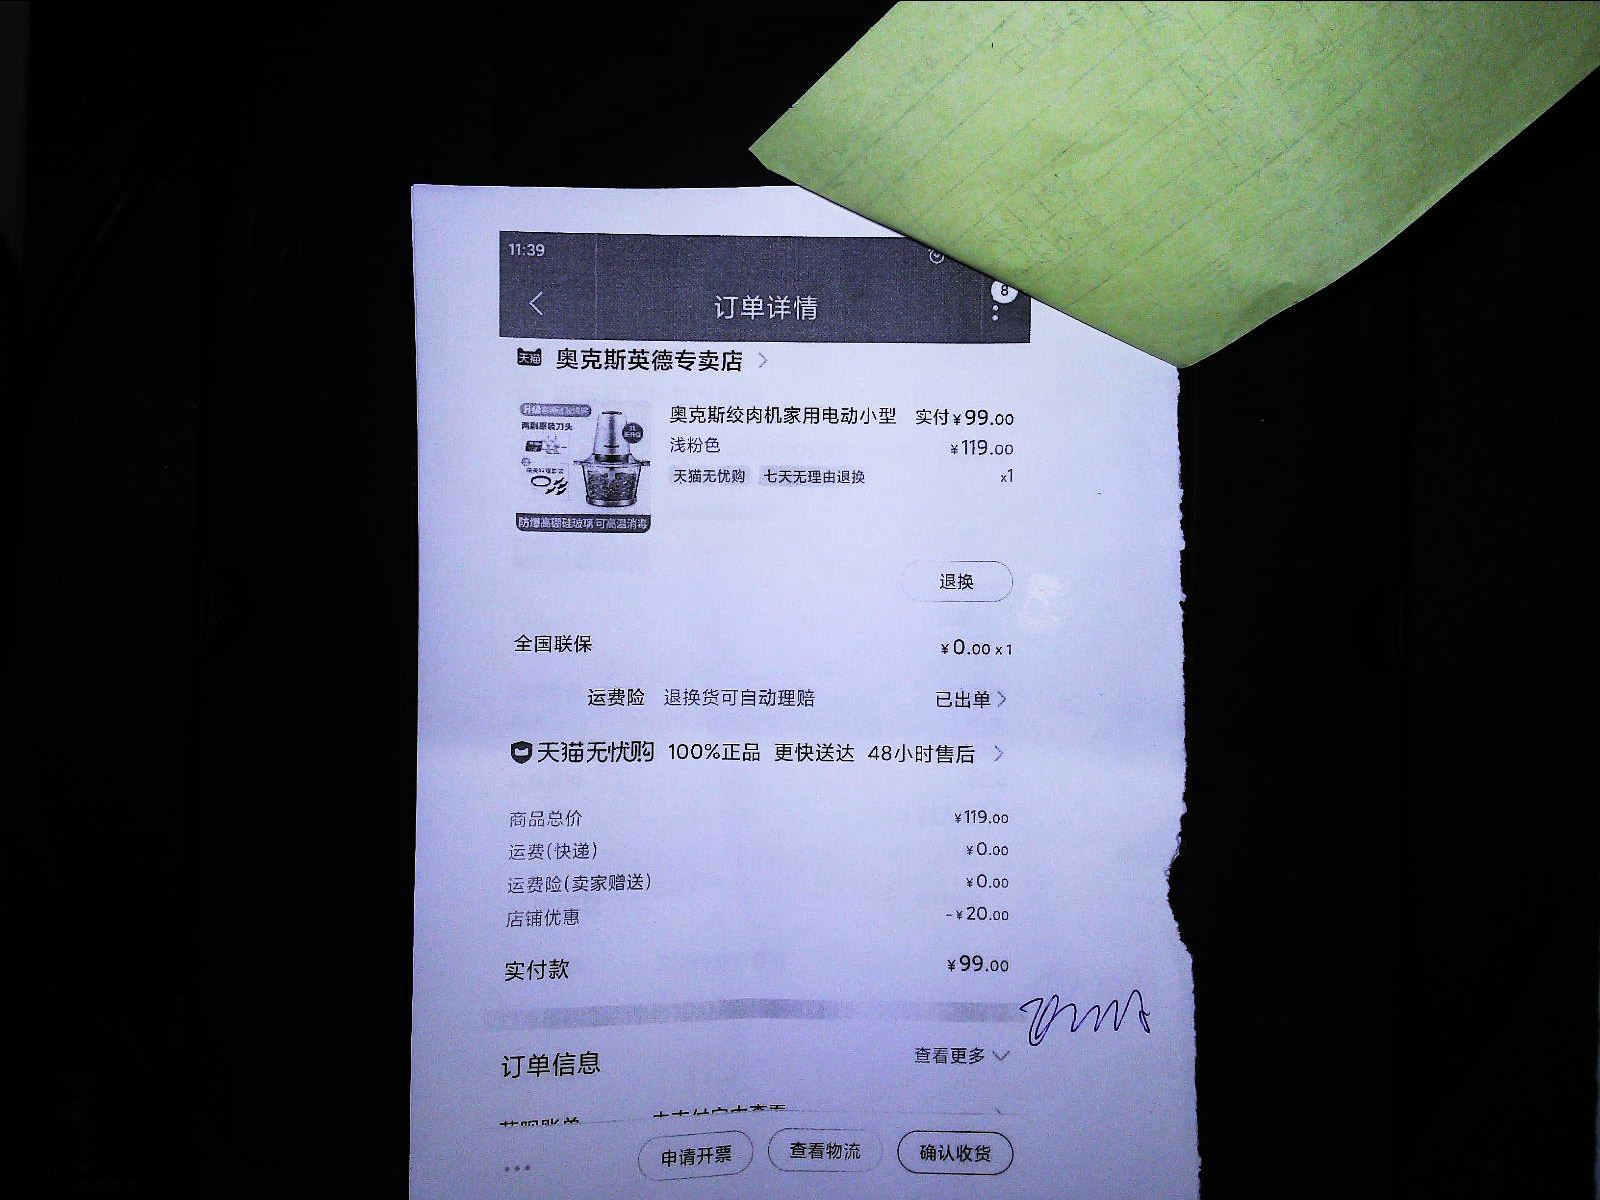 11:39
8
订单详情
天猫 奥克斯英德专卖店
奥克斯绞肉机家用电动小型 实付¥99.00
浅粉色 ¥119.00
天猫无忧购 七天无理由退换 x1
两副原装刀头
防爆高硼硅玻璃 可高温消毒
退换
全国联保 ¥0.00 x1
运费险 退换货可自动理赔 已出单
天猫无忧购 100%正品 更快送达 48小时售后
商品总价 ¥119.00
运费(快递) ¥0.00
运费险(卖家赠送) ¥0.00
店铺优惠 -¥20.00
实付款 ¥99.00
订单信息 查看更多
申请开票 查看物流 确认收货